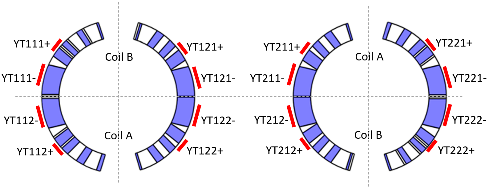 YT111+ YT121+ YT211+ YT221+
Coil B Coil A
YT111- YT121- YT211- YT221-
YT112- YT122- YT212- YT222-
Coil A Coil B
YT112+ YT122+ YT212+ YT222+